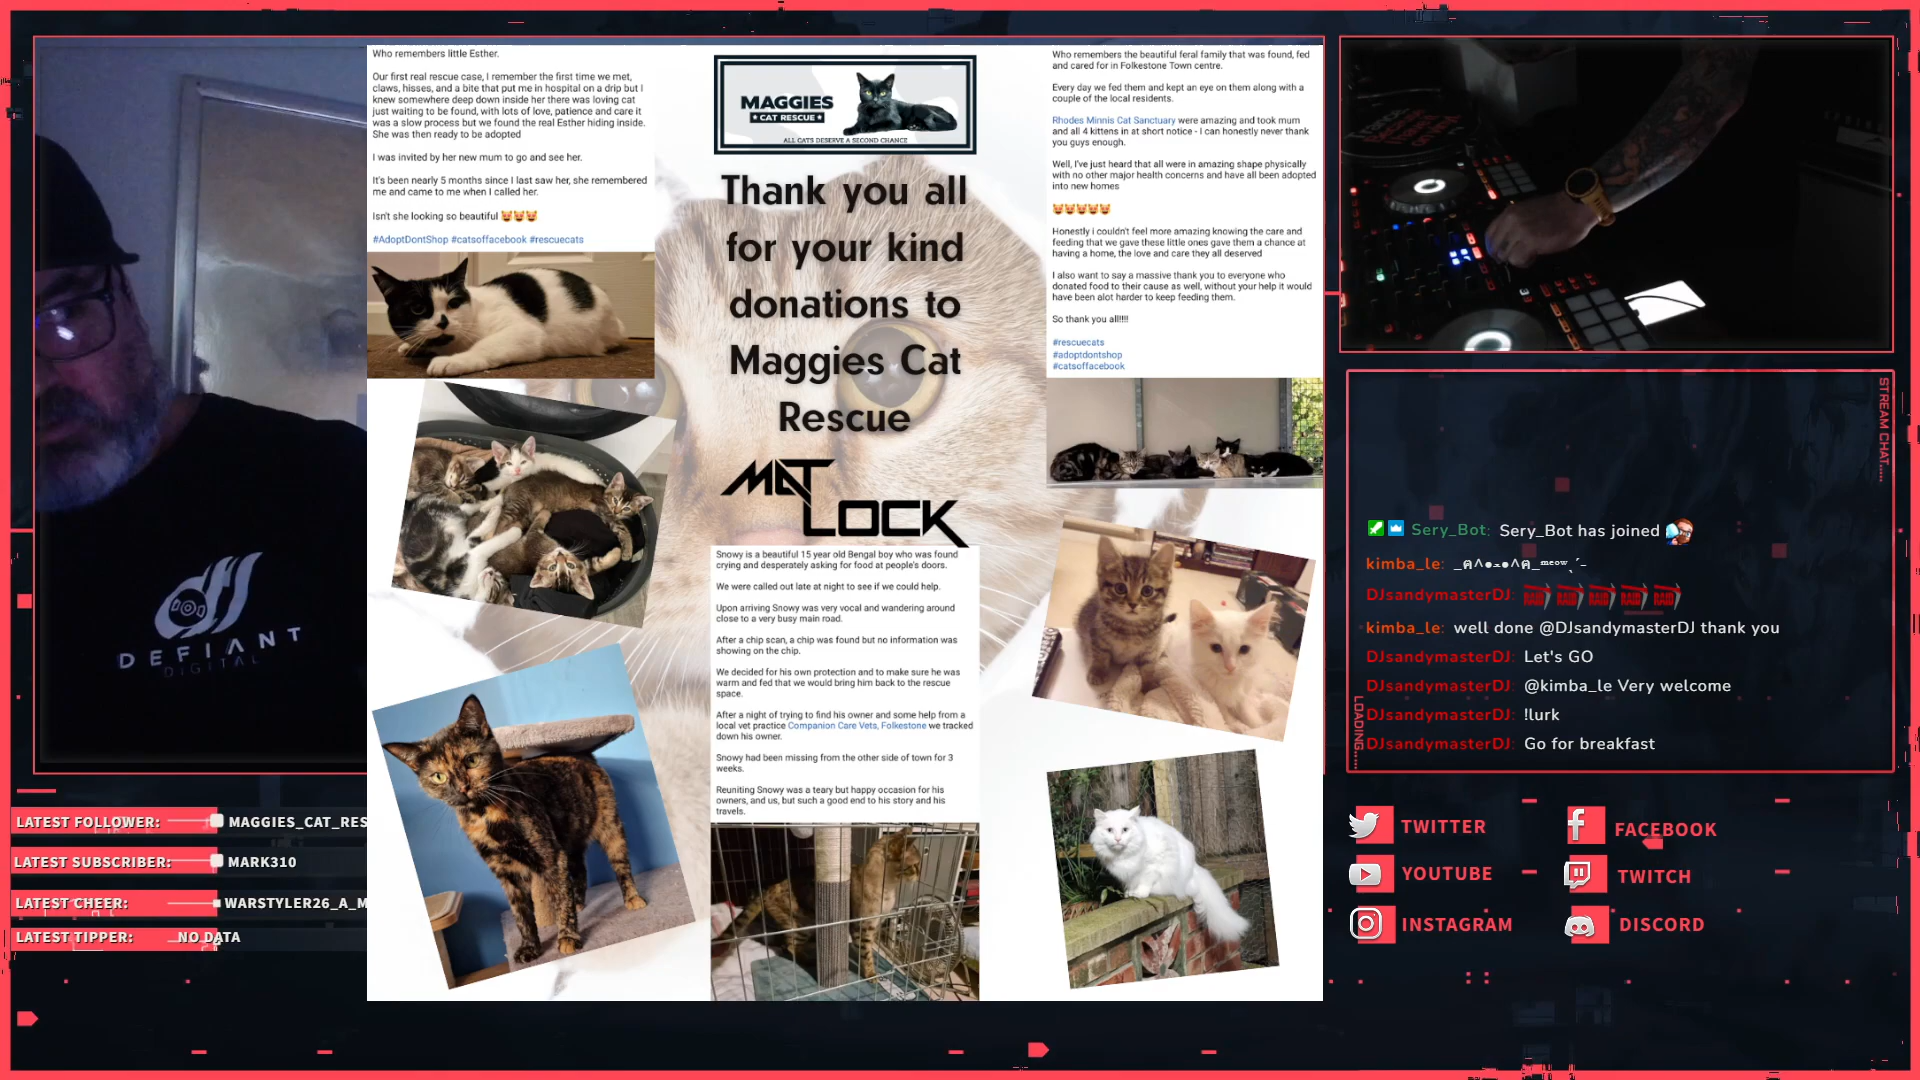 Who remembers little Esther.
Our first real rescue case, I remember the first time we met,
claws, hisses, and a bite that put me in hospital on a drip but I
knew somewhere deep down inside her there was loving cat
just waiting to be found, with lots of love, patience and care it
was a slow process but we found the real Esther hiding inside.
She was then ready to be adopted
I was invited by her new mum to go and see her.
It's been nearly 5 months since I last saw her, she remembered
me and came to me when I called her.
Isn't she looking so beautiful 😻😻😻
#AdoptDontShop #catsoffacebook #rescuecats
MAGGIES
★ CAT RESCUE ★
ALL CATS DESERVE A SECOND CHANCE
Thank you all
for your kind
donations to
Maggies Cat
Rescue
MAT
LOCK
Snowy is a beautiful 15 year old Bengal boy who was found
crying and desperately asking for food at people's doors.
We were called out late at night to see if we could help.
Upon arriving Snowy was very vocal and wandering around
close to a very busy main road.
After a chip scan, a chip was found but no information was
showing on the chip.
We decided for his own protection and to make sure he was
warm and fed that we would bring him back to the rescue
space.
After a night of trying to find his owner and some help from a
local vet practice Companion Care Vets, Folkestone we tracked
down his owner.
Snowy had been missing from the other side of town for 3
weeks.
Reuniting Snowy was a teary but happy occasion for his
owners, and us, but such a good end to his story and his
travels.
Who remembers the beautiful feral family that was found, fed
and cared for in Folkestone Town centre.
Every day we fed them and kept an eye on them along with a
couple of the local residents.
Rhodes Minnis Cat Sanctuary were amazing and took mum
and all 4 kittens in at short notice - I can honestly never thank
you guys enough.
Well, I've just heard that all were in amazing shape physically
with no other major health concerns and have all been adopted
into new homes
😻😻😻😻😻
Honestly i couldn't feel more amazing knowing the care and
feeding that we gave these little ones gave them a chance at
having a home, the love and care they all deserved
I also want to say a massive thank you to everyone who
donated food to their cause as well, without your help it would
have been alot harder to keep feeding them.
So thank you all!!!!
#rescuecats
#adoptdontshop
#catsoffacebook
DEFIANT
DIGITAL
LATEST FOLLOWER: MAGGIES_CAT_RES
LATEST SUBSCRIBER: MARK310
LATEST CHEER: WARSTYLER26_A_M
LATEST TIPPER: NO DATA
STREAM CHAT.....
Sery_Bot: Sery_Bot has joined
kimba_le: _ฅ^•ﻌ•^ฅ_ᵐᵉᵒʷˎˊ-
DJsandymasterDJ: RAID RAID RAID RAID RAID
kimba_le: well done @DJsandymasterDJ thank you
DJsandymasterDJ: Let's GO
DJsandymasterDJ: @kimba_le Very welcome
DJsandymasterDJ: !lurk
DJsandymasterDJ: Go for breakfast
LOADING.....
TWITTER
FACEBOOK
YOUTUBE
TWITCH
INSTAGRAM
DISCORD